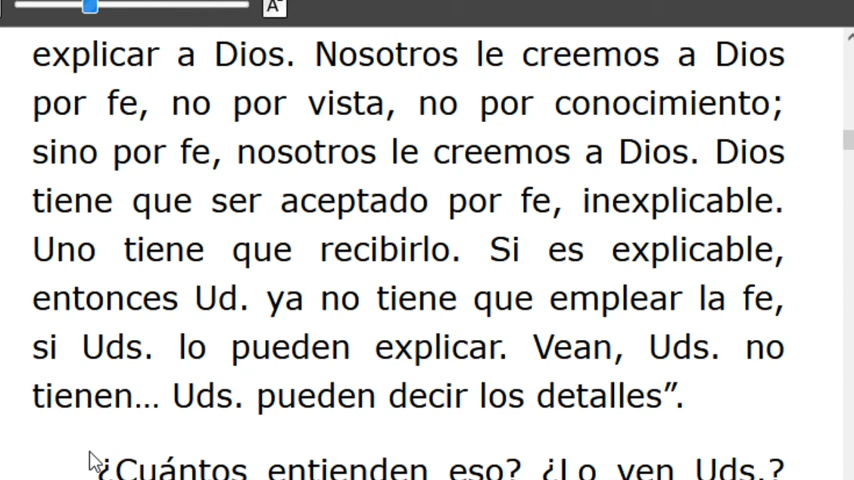 A
explicar a Dios. Nosotros le creemos a Dios
por fe, no por vista, no por conocimiento;
sino por fe, nosotros le creemos a Dios. Dios
tiene que ser aceptado por fe, inexplicable.
Uno tiene que recibirlo. Si es explicable,
entonces Ud. ya no tiene que emplear la fe,
si Uds. lo pueden explicar. Vean, Uds. no
tienen… Uds. pueden decir los detalles”.
¿Cuántos entienden eso? ¿Lo ven Uds.?